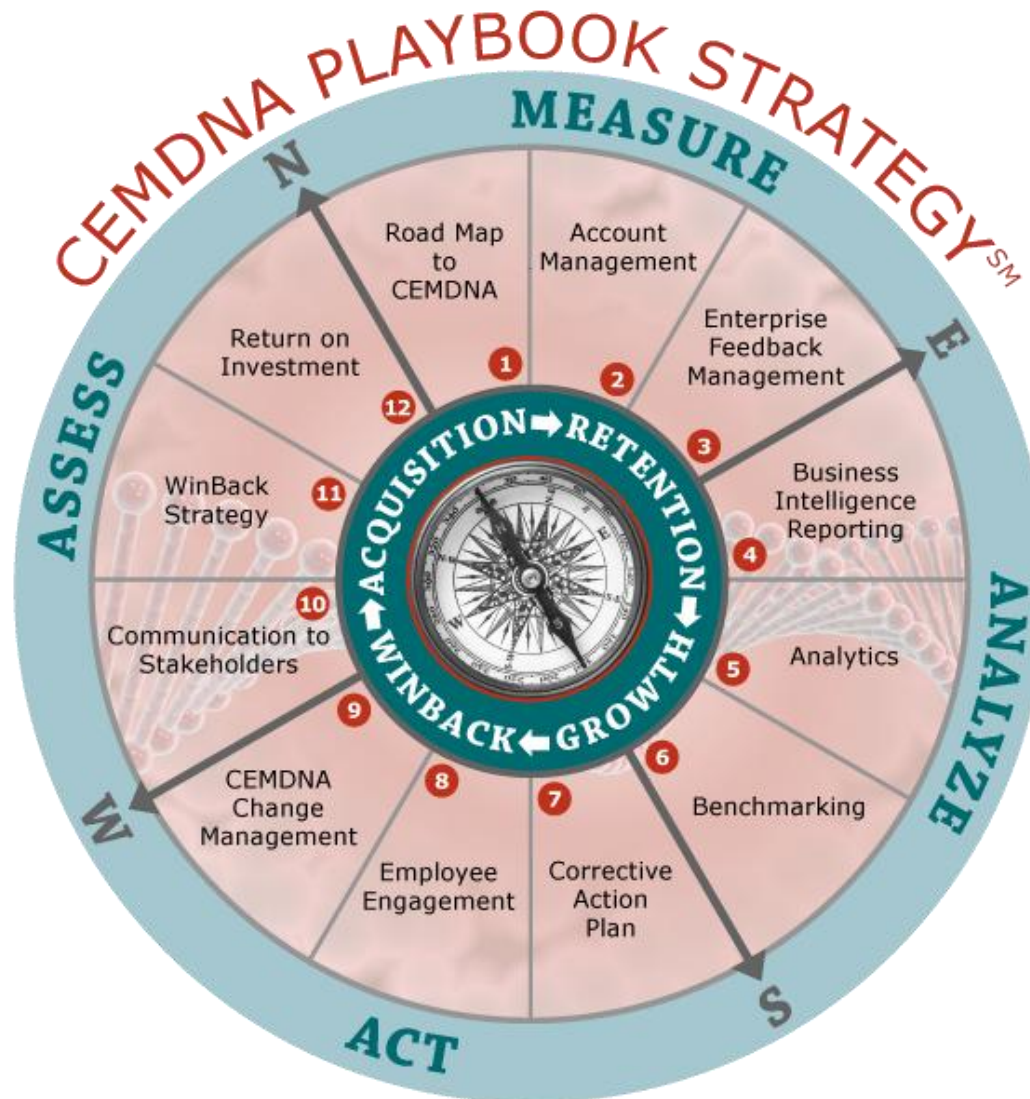 CEMDNA PLAYBOOK STRATEGY℠
MEASURE
ANALYZE
ACT
ASSESS
N
E
S
W
Road Map
to
CEMDNA
1
Account
Management
2
Enterprise
Feedback
Management
3
Business
Intelligence
Reporting
4
Analytics
5
Benchmarking
6
Corrective
Action
Plan
7
Employee
Engagement
8
CEMDNA
Change
Management
9
Communication to
Stakeholders
10
WinBack
Strategy
11
Return on
Investment
12
ACQUISITION
RETENTION
GROWTH
WINBACK